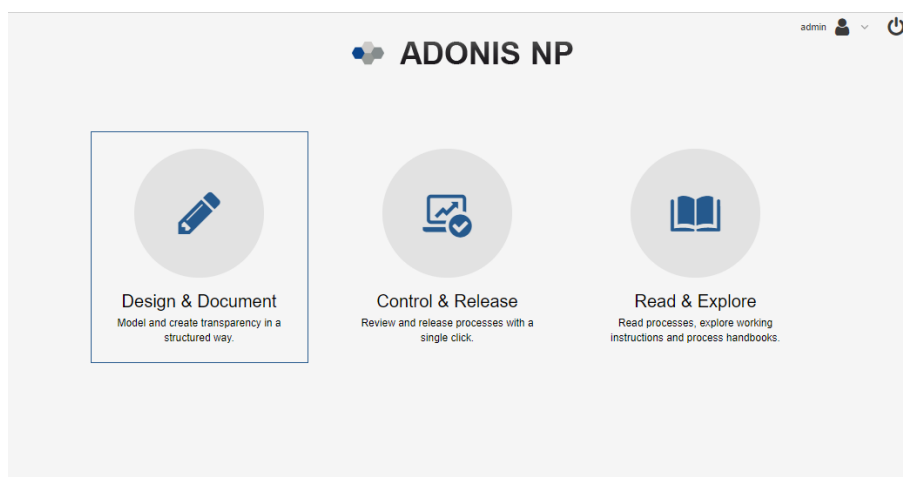 admin
ADONIS NP
Design & Document
Model and create transparency in a
structured way.
Control & Release
Review and release processes with a
single click.
Read & Explore
Read processes, explore working
instructions and process handbooks.